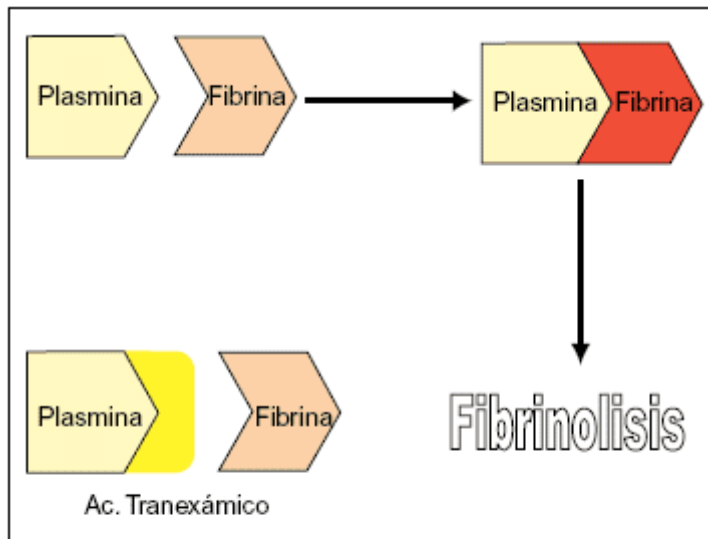 Plasmina
Fibrina
Plasmina
Fibrina
Plasmina
Fibrina
Fibrinolisis
Ac. Tranexámico